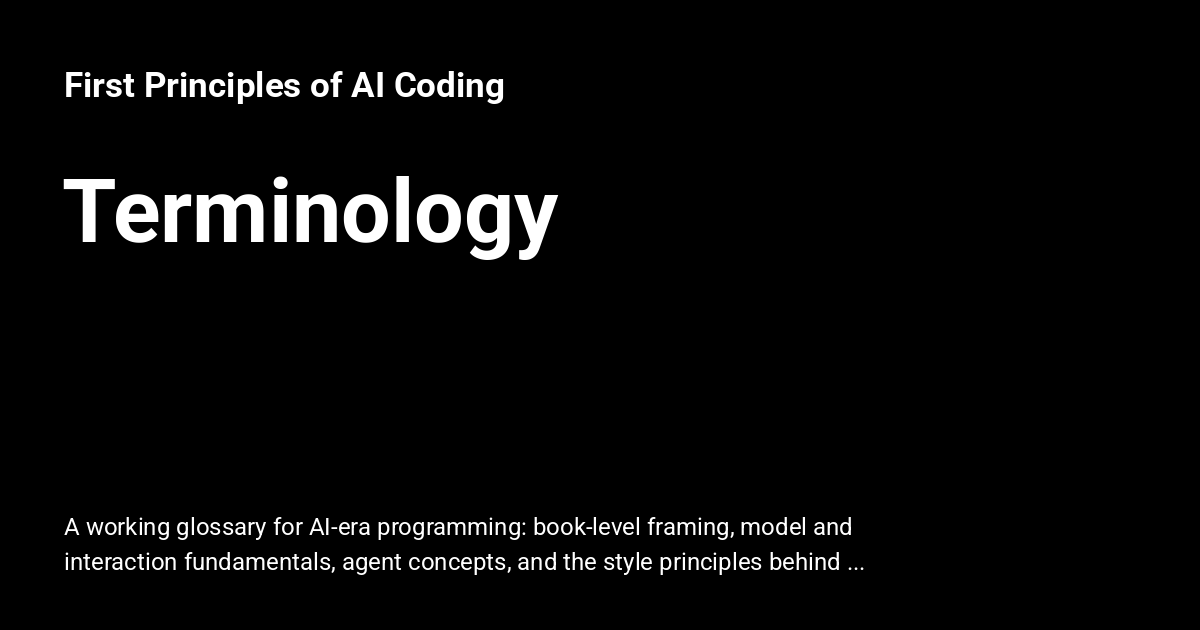 First Principles of AI Coding
Terminology
A working glossary for AI-era programming: book-level framing, model and
interaction fundamentals, agent concepts, and the style principles behind ...